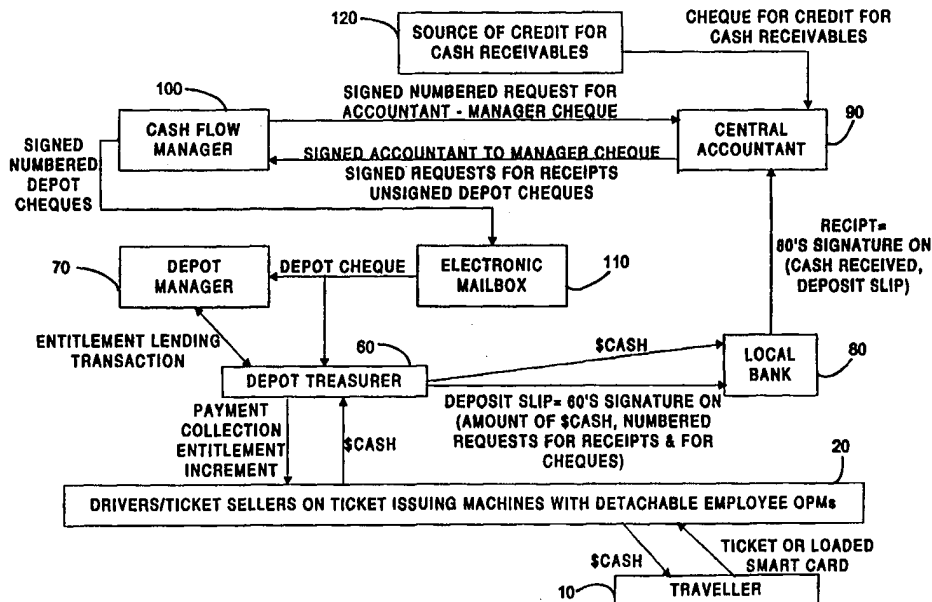 120
SOURCE OF CREDIT FOR
CASH RECEIVABLES
CHEQUE FOR CREDIT FOR
CASH RECEIVABLES
100
CASH FLOW
MANAGER
SIGNED NUMBERED REQUEST FOR
ACCOUNTANT - MANAGER CHEQUE
CENTRAL
ACCOUNTANT
90
SIGNED
NUMBERED
DEPOT
CHEQUES
SIGNED ACCOUNTANT TO MANAGER CHEQUE
SIGNED REQUESTS FOR RECEIPTS
UNSIGNED DEPOT CHEQUES
RECIPT=
80'S SIGNATURE ON
(CASH RECEIVED,
DEPOSIT SLIP)
70
DEPOT
MANAGER
DEPOT CHEQUE
ELECTRONIC
MAILBOX
110
ENTITLEMENT LENDING
TRANSACTION
60
DEPOT TREASURER
$CASH
LOCAL
BANK
80
PAYMENT
COLLECTION
ENTITLEMENT
INCREMENT
$CASH
DEPOSIT SLIP= 60'S SIGNATURE ON
(AMOUNT OF $CASH, NUMBERED
REQUESTS FOR RECEIPTS & FOR
CHEQUES)
20
DRIVERS/TICKET SELLERS ON TICKET ISSUING MACHINES WITH DETACHABLE EMPLOYEE OPMs
$CASH
TICKET OR LOADED
SMART CARD
10
TRAVELLER